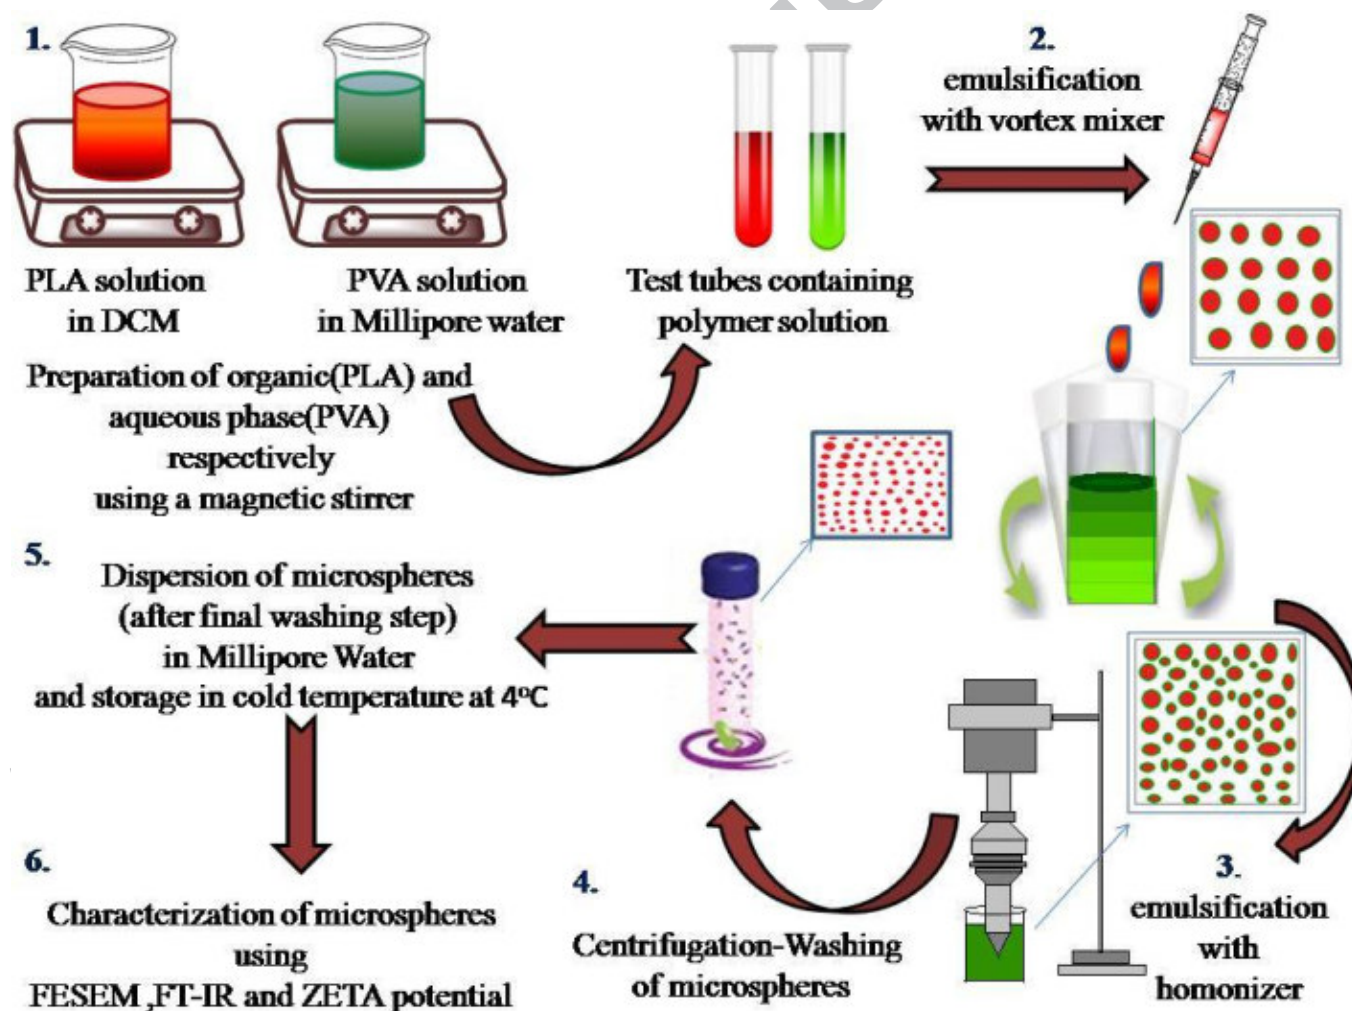 1.
PLA solution
in DCM
PVA solution
in Millipore water
Preparation of organic(PLA) and
aqueous phase(PVA)
respectively
using a magnetic stirrer
Test tubes containing
polymer solution
2.
emulsification
with vortex mixer
3.
emulsification
with
homonizer
4.
Centrifugation-Washing
of microspheres
5.
Dispersion of microspheres
(after final washing step)
in Millipore Water
and storage in cold temperature at 4°C
6.
Characterization of microspheres
using
FESEM ,FT-IR and ZETA potential